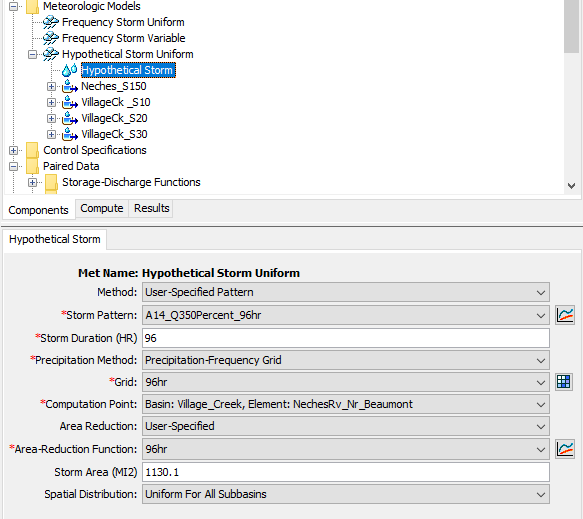 Meteorologic Models
Frequency Storm Uniform
Frequency Storm Variable
Hypothetical Storm Uniform
Hypothetical Storm
Neches_S150
VillageCk _S10
VillageCk_S20
VillageCk_S30
Control Specifications
Paired Data
Storage-Discharge Functions
Components Compute Results
Hypothetical Storm
Met Name: Hypothetical Storm Uniform
Method: User-Specified Pattern
*Storm Pattern: A14_Q350Percent_96hr
*Storm Duration (HR) 96
*Precipitation Method: Precipitation-Frequency Grid
*Grid: 96hr
*Computation Point: Basin: Village_Creek, Element: NechesRv_Nr_Beaumont
Area Reduction: User-Specified
*Area-Reduction Function: 96hr
Storm Area (MI2) 1130.1
Spatial Distribution: Uniform For All Subbasins